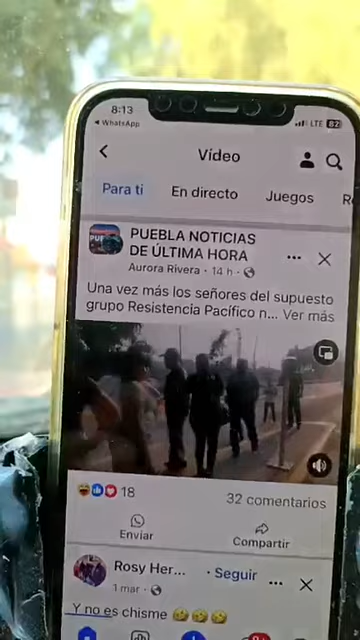 8:13
LTE 82
WhatsApp
Vídeo
Para ti
En directo
Juegos
PUEBLA NOTICIAS
DE ÚLTIMA HORA
Aurora Rivera · 14 h ·
Una vez más los señores del supuesto
grupo Resistencia Pacífico n... Ver más
18
32 comentarios
Enviar
Compartir
Rosy Her... · Seguir
1 mar ·
Y no es chisme 🤣🤣🤣